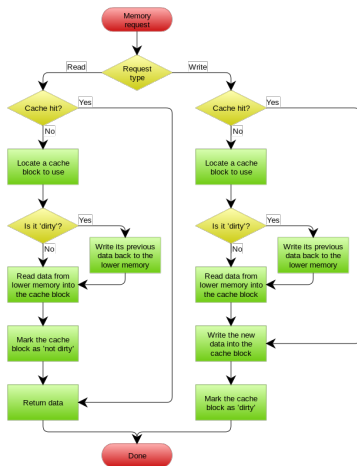 Memory
request
Read
Request
type
Write
Cache hit?
Yes
Cache hit?
Yes
No
No
Locate a cache
block to use
Locate a cache
block to use
Is it 'dirty'?
Yes
Is it 'dirty'?
Yes
No
Write its previous
data back to the
lower memory
No
Write its previous
data back to the
lower memory
Read data from
lower memory into
the cache block
Read data from
lower memory into
the cache block
Mark the cache
block as 'not dirty'
Write the new
data into the
cache block
Return data
Mark the cache
block as 'dirty'
Done